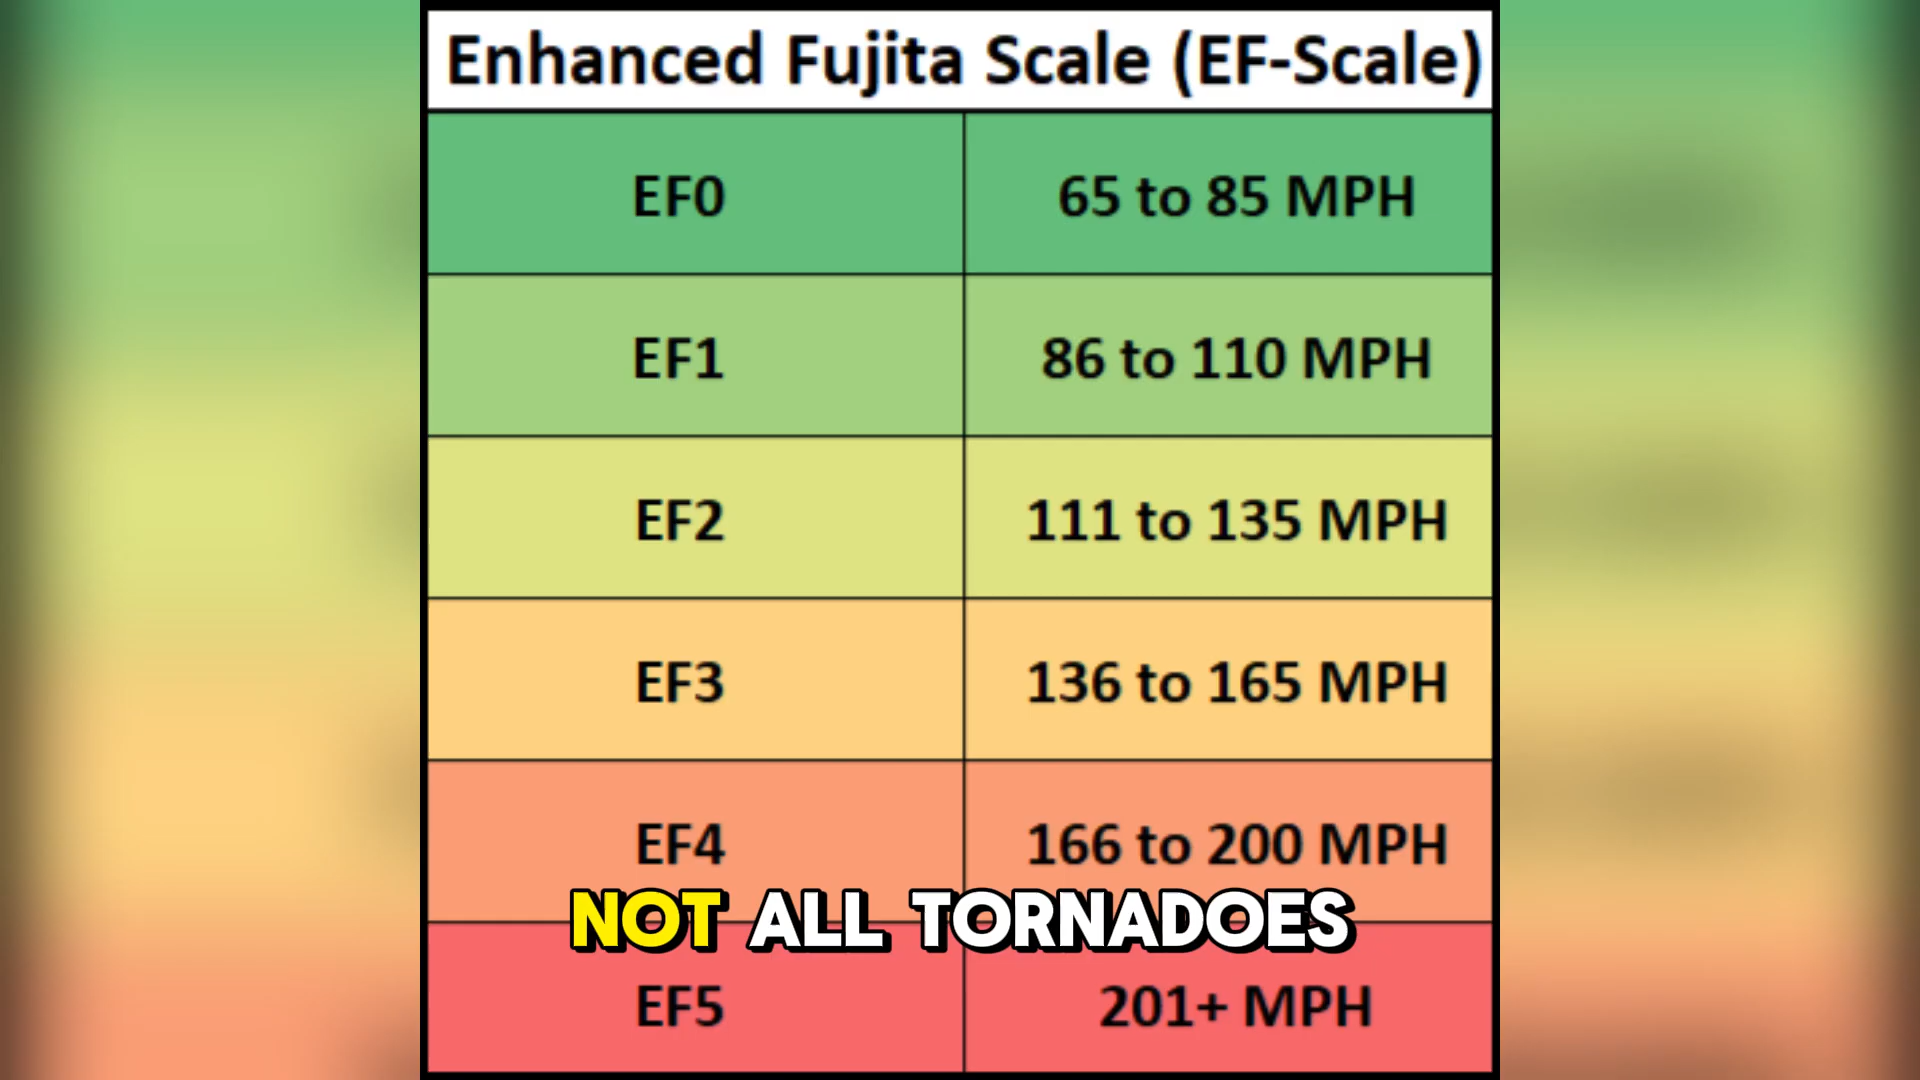 Enhanced Fujita Scale (EF-Scale)
EF0 65 to 85 MPH
EF1 86 to 110 MPH
EF2 111 to 135 MPH
EF3 136 to 165 MPH
EF4 166 to 200 MPH
NOT ALL TORNADOES
EF5 201+ MPH